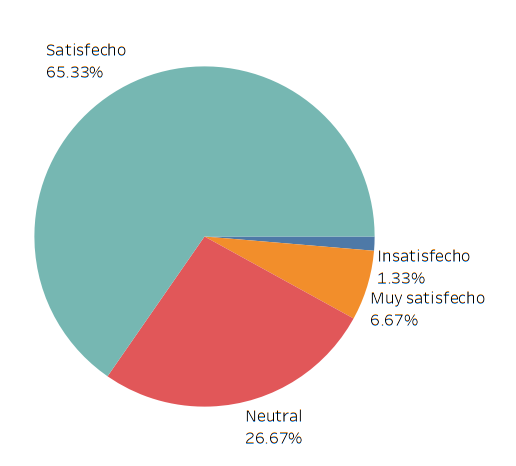 Satisfecho
65.33%
Insatisfecho
1.33%
Muy satisfecho
6.67%
Neutral
26.67%